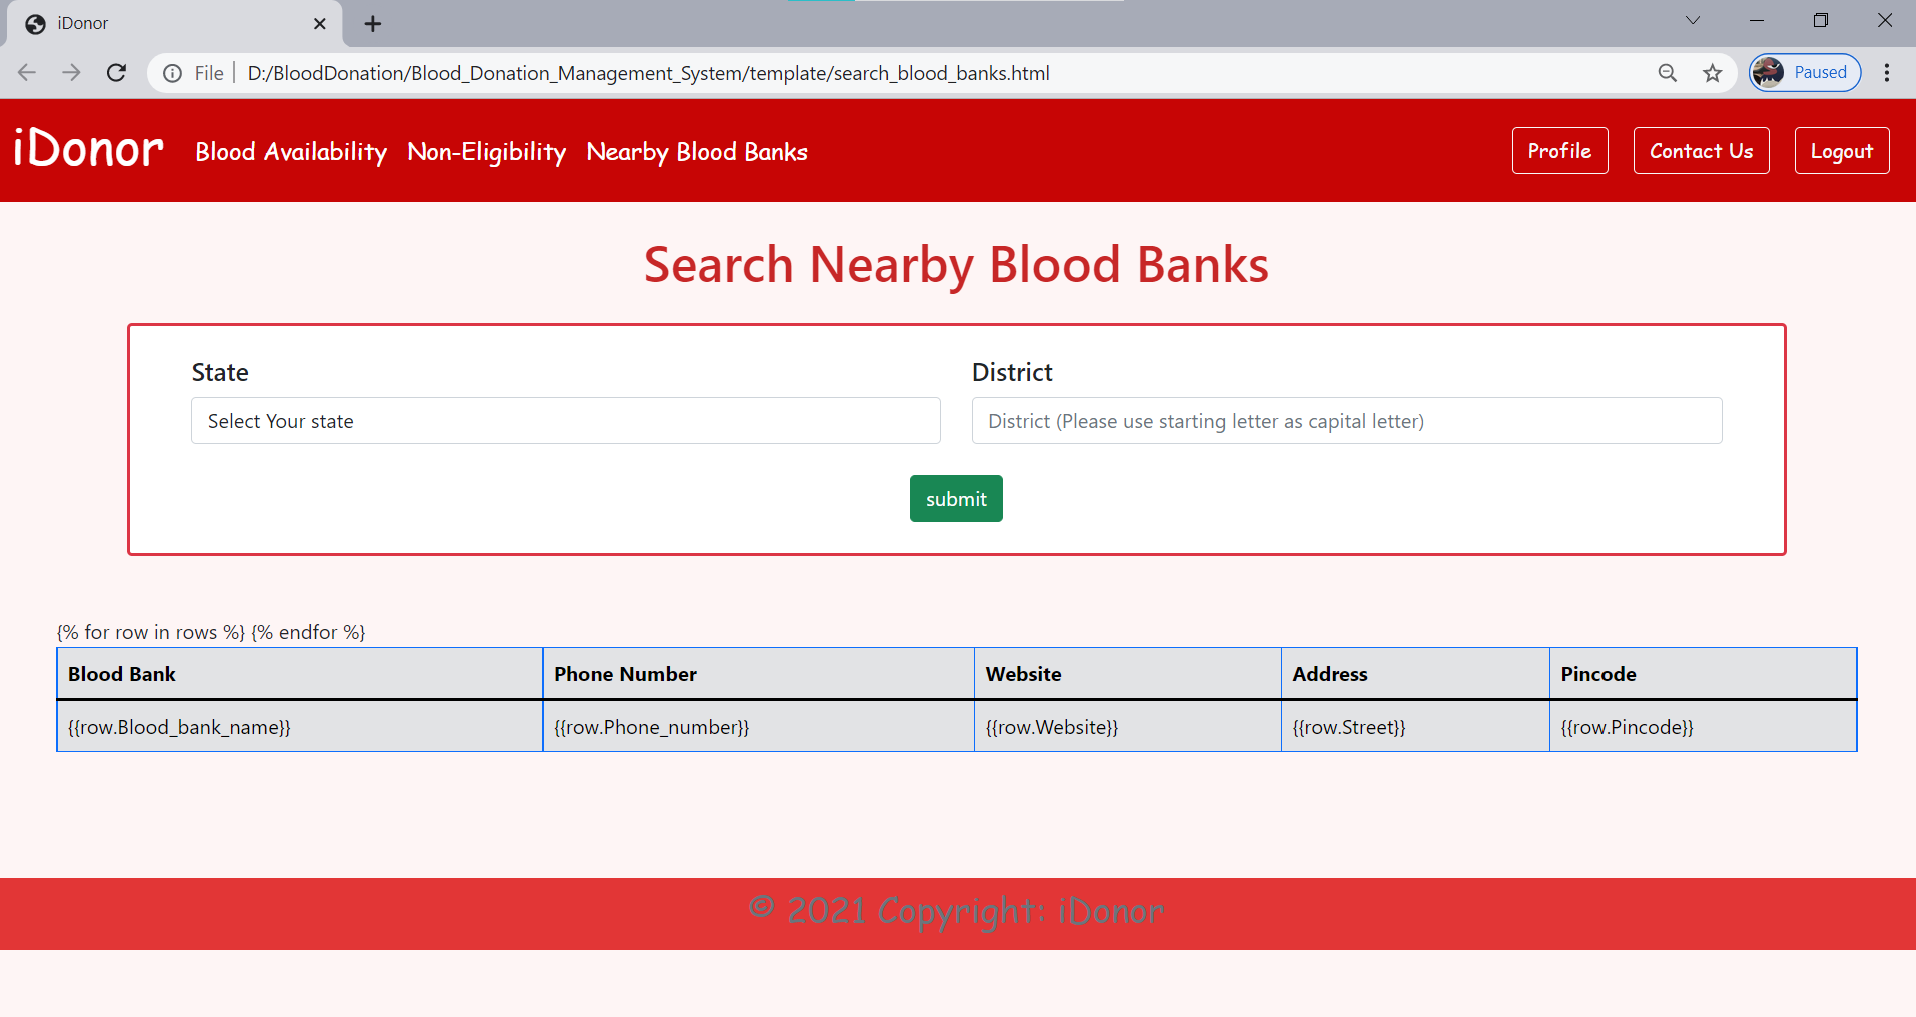 iDonor
File
D:/BloodDonation/Blood_Donation_Management_System/template/search_blood_banks.html
Paused
iDonor Blood Availability Non-Eligibility Nearby Blood Banks Profile Contact Us Logout
Search Nearby Blood Banks
State District
Select Your state District (Please use starting letter as capital letter)
submit
{% for row in rows %} {% endfor %}
Blood Bank Phone Number Website Address Pincode
{{row.Blood_bank_name}} {{row.Phone_number}} {{row.Website}} {{row.Street}} {{row.Pincode}}
© 2021 Copyright: iDonor